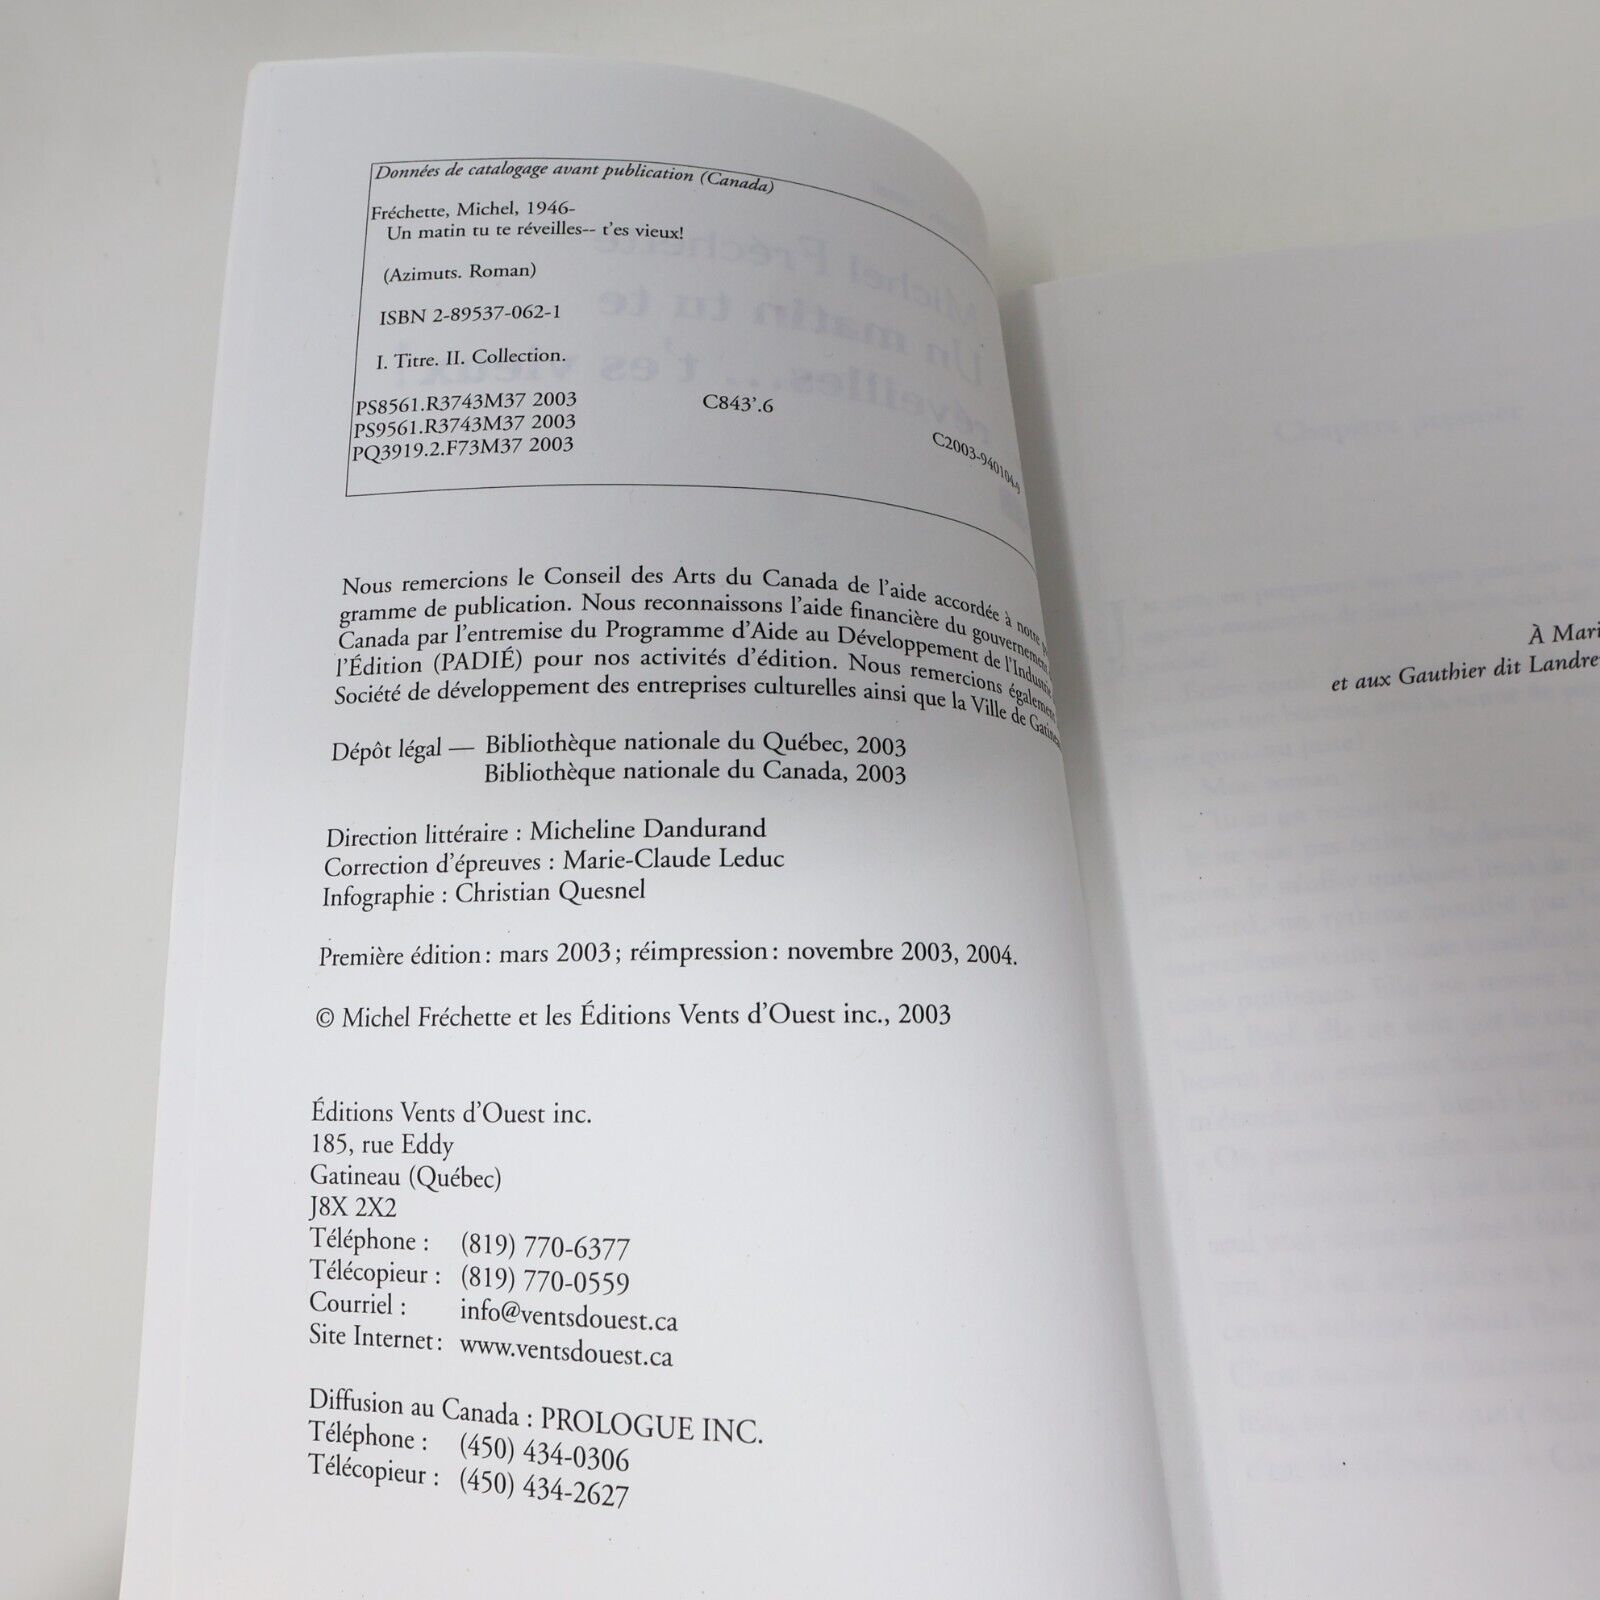 Données de catalogage avant publication (Canada)
Fréchette, Michel, 1946-
Un matin tu te réveilles-- t'es vieux!
(Azimuts. Roman)
ISBN 2-89537-062-1
I. Titre. II. Collection.
PS8561.R3743M37 2003 C843'.6
PS9561.R3743M37 2003
PQ3919.2.F73M37 2003 C2003-940104-9
Nous remercions le Conseil des Arts du Canada de l'aide accordée à notre
gramme de publication. Nous reconnaissons l'aide financière du gouvernement
Canada par l'entremise du Programme d'Aide au Développement de l'Industrie
l'Édition (PADIÉ) pour nos activités d'édition. Nous remercions également
Société de développement des entreprises culturelles ainsi que la Ville de Gatineau
Dépôt légal — Bibliothèque nationale du Québec, 2003
Bibliothèque nationale du Canada, 2003
Direction littéraire : Micheline Dandurand
Correction d'épreuves : Marie-Claude Leduc
Infographie : Christian Quesnel
Première édition : mars 2003 ; réimpression : novembre 2003, 2004.
© Michel Fréchette et les Éditions Vents d'Ouest inc., 2003
Éditions Vents d'Ouest inc.
185, rue Eddy
Gatineau (Québec)
J8X 2X2
Téléphone : (819) 770-6377
Télécopieur : (819) 770-0559
Courriel : info@ventsdouest.ca
Site Internet : www.ventsdouest.ca
Diffusion au Canada : PROLOGUE INC.
Téléphone : (450) 434-0306
Télécopieur : (450) 434-2627
À Mari
et aux Gauthier dit Landre